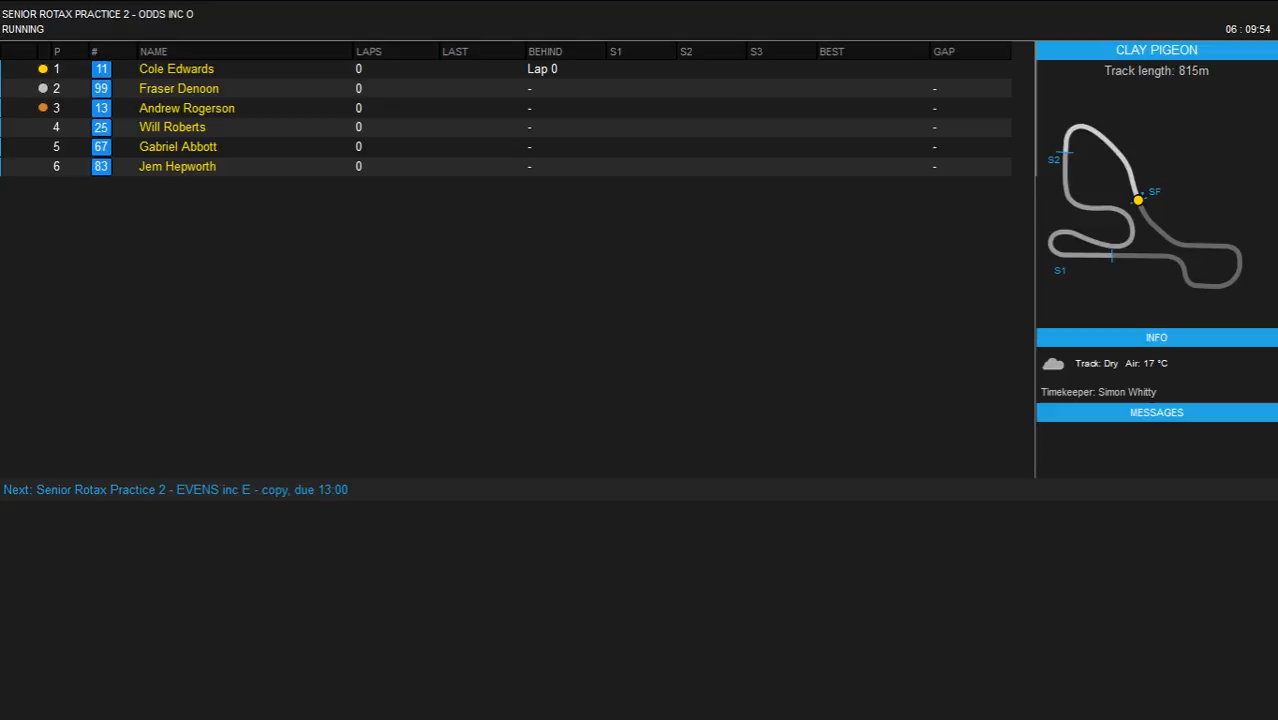 SENIOR ROTAX PRACTICE 2 - ODDS INC O
RUNNING
06 : 09:54
P # NAME LAPS LAST BEHIND S1 S2 S3 BEST GAP
1 11 Cole Edwards 0 Lap 0
2 99 Fraser Denoon 0 - -
3 13 Andrew Rogerson 0 - -
4 25 Will Roberts 0 - -
5 67 Gabriel Abbott 0 - -
6 83 Jem Hepworth 0 - -
CLAY PIGEON
Track length: 815m
S2
SF
S1
INFO
Track: Dry Air: 17 °C
Timekeeper: Simon Whitty
MESSAGES
Next: Senior Rotax Practice 2 - EVENS inc E - copy, due 13:00